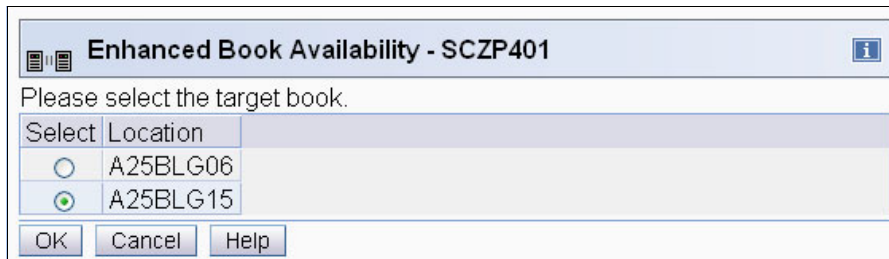 Enhanced Book Availability - SCZP401
i
Please select the target book.
Select Location
A25BLG06
A25BLG15
OK Cancel Help